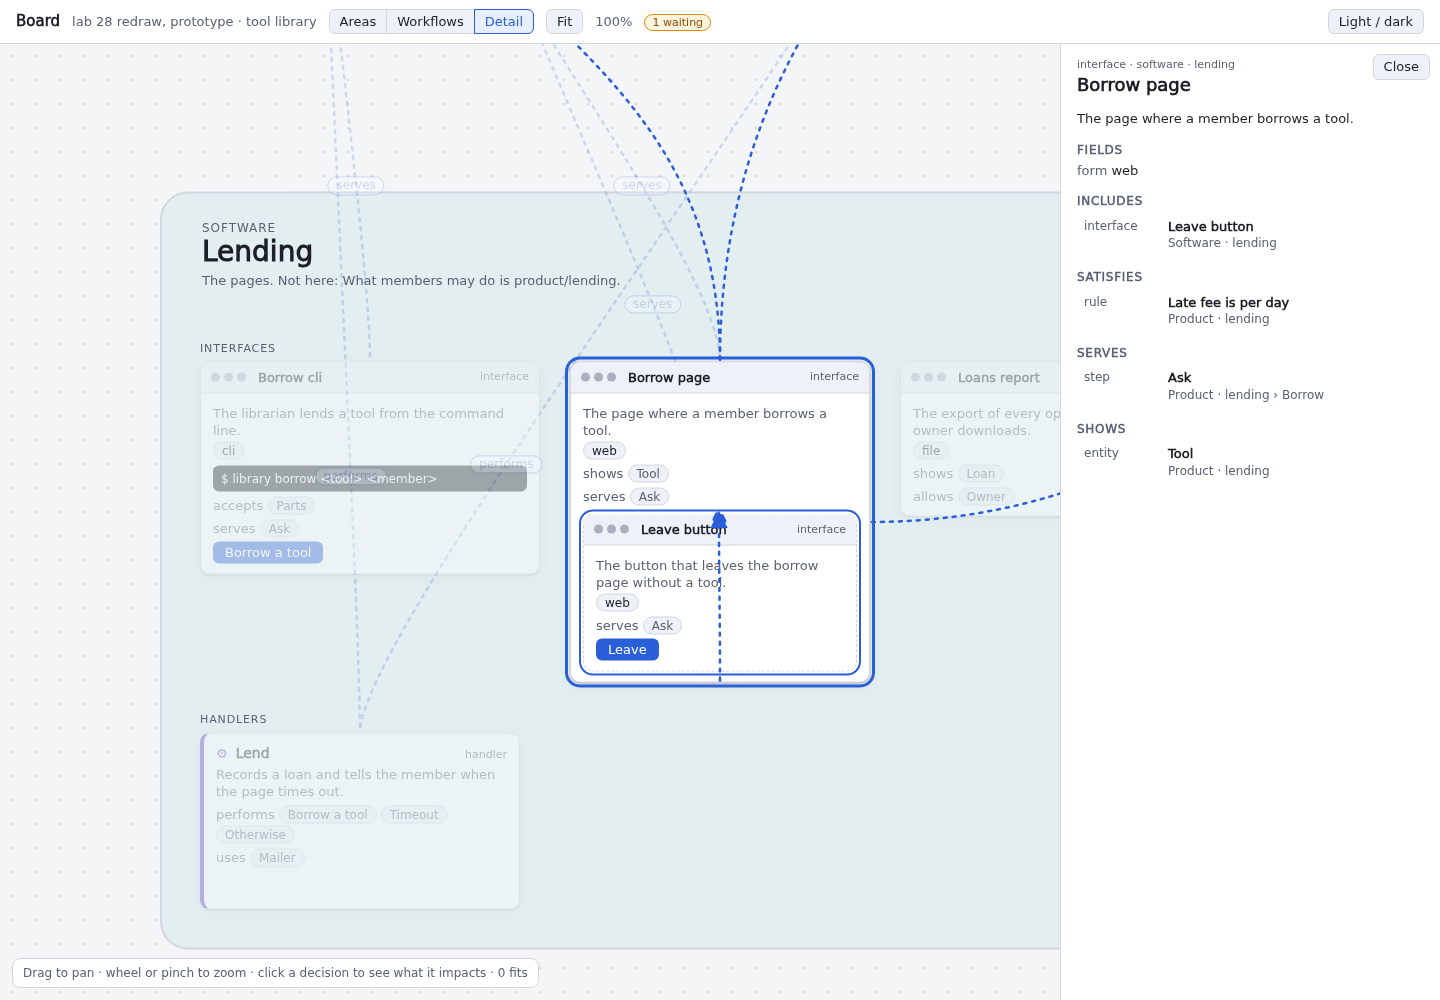 Board lab 28 redraw, prototype · tool library Areas Workflows Detail Fit 100% 1 waiting Light / dark
serves
serves
SOFTWARE
Lending
The pages. Not here: What members may do is product/lending.
serves
INTERFACES
Borrow cli interface
The librarian lends a tool from the command
line.
cli
performs
$ library borrow <tool> <member>
performs
accepts Parts
serves Ask
Borrow a tool
Borrow page interface
The page where a member borrows a
tool.
web
shows Tool
serves Ask
Leave button interface
The button that leaves the borrow
page without a tool.
web
serves Ask
Leave
Loans report
The export of every op
owner downloads.
file
shows Loan
allows Owner
HANDLERS
⚙ Lend handler
Records a loan and tells the member when
the page times out.
performs Borrow a tool Timeout
Otherwise
uses Mailer
Drag to pan · wheel or pinch to zoom · click a decision to see what it impacts · 0 fits
interface · software · lending
Close
Borrow page
The page where a member borrows a tool.
FIELDS
form web
INCLUDES
interface Leave button
Software · lending
SATISFIES
rule Late fee is per day
Product · lending
SERVES
step Ask
Product · lending › Borrow
SHOWS
entity Tool
Product · lending